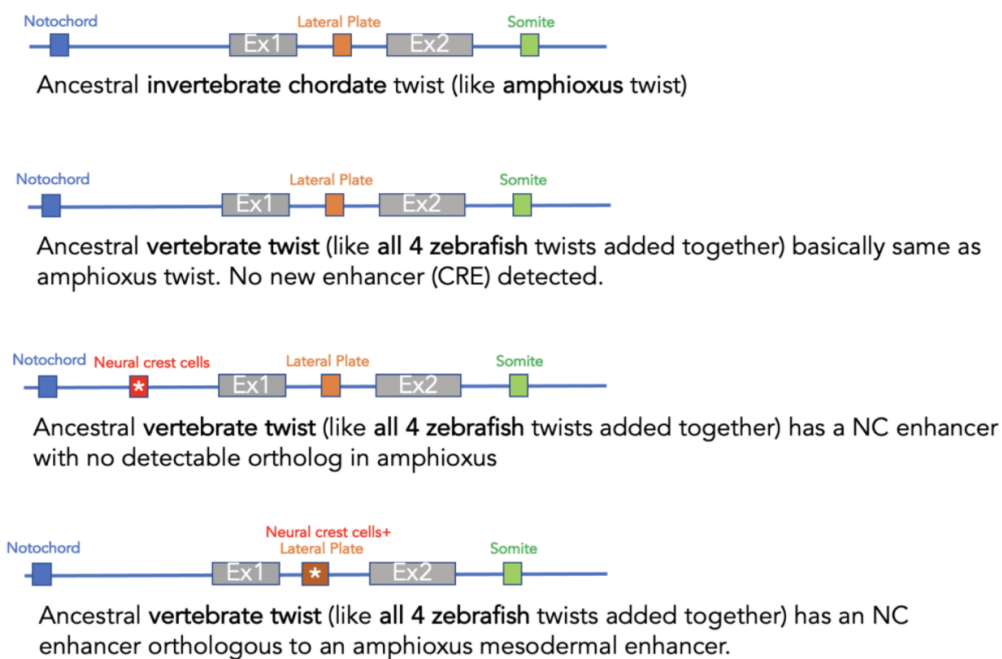 Notochord Lateral Plate Somite
Ex1 Ex2
Ancestral invertebrate chordate twist (like amphioxus twist)
Notochord Lateral Plate Somite
Ex1 Ex2
Ancestral vertebrate twist (like all 4 zebrafish twists added together) basically same as
amphioxus twist. No new enhancer (CRE) detected.
Notochord Neural crest cells Lateral Plate Somite
* Ex1 Ex2
Ancestral vertebrate twist (like all 4 zebrafish twists added together) has a NC enhancer
with no detectable ortholog in amphioxus
Neural crest cells+
Notochord Lateral Plate Somite
Ex1 * Ex2
Ancestral vertebrate twist (like all 4 zebrafish twists added together) has an NC
enhancer orthologous to an amphioxus mesodermal enhancer.